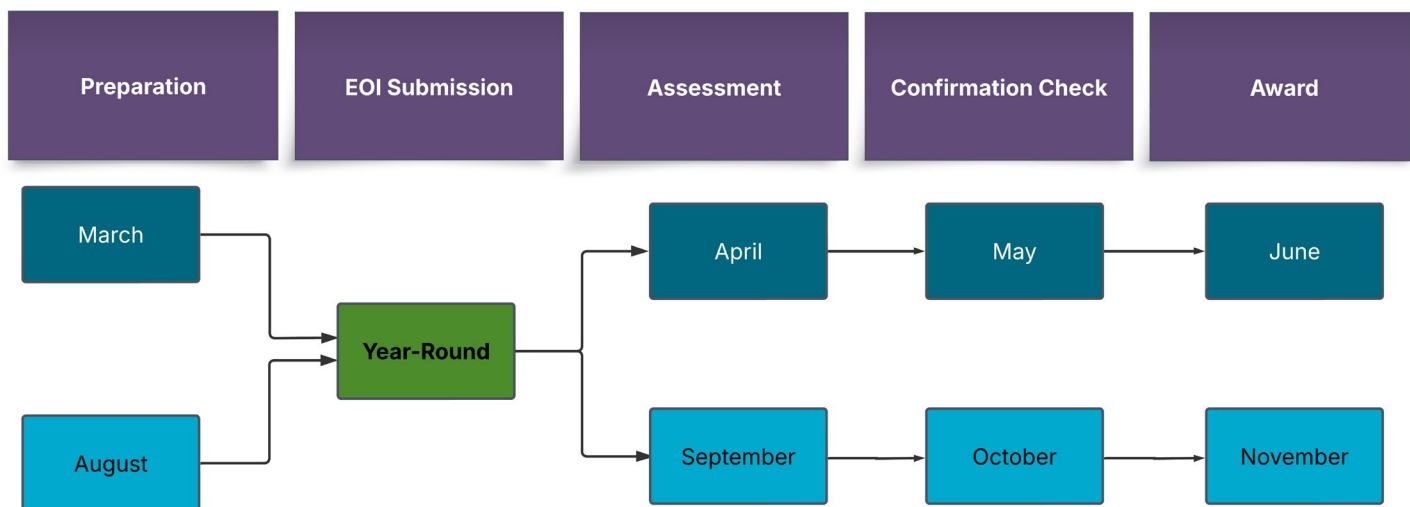 Preparation
EOI Submission
Assessment
Confirmation Check
Award
March
April
May
June
Year-Round
August
September
October
November